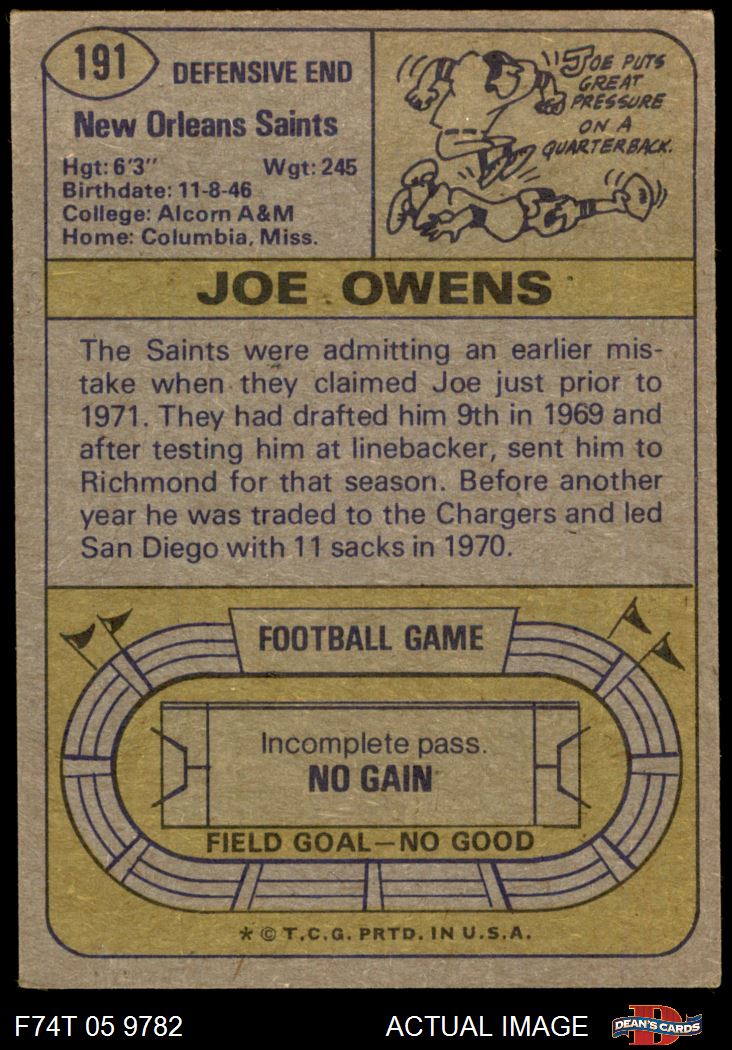 191
DEFENSIVE END
New Orleans Saints
Hgt: 6'3" Wgt: 245
Birthdate: 11-8-46
College: Alcorn A&M
Home: Columbia, Miss.
JOE PUTS
GREAT
PRESSURE
ON A
QUARTERBACK.
JOE OWENS
The Saints were admitting an earlier mis-
take when they claimed Joe just prior to
1971. They had drafted him 9th in 1969 and
after testing him at linebacker, sent him to
Richmond for that season. Before another
year he was traded to the Chargers and led
San Diego with 11 sacks in 1970.
FOOTBALL GAME
Incomplete pass.
NO GAIN
FIELD GOAL—NO GOOD
* © T.C.G. PRTD. IN U.S.A.
F74T 05 9782 ACTUAL IMAGE
D
DEAN'S CARDS